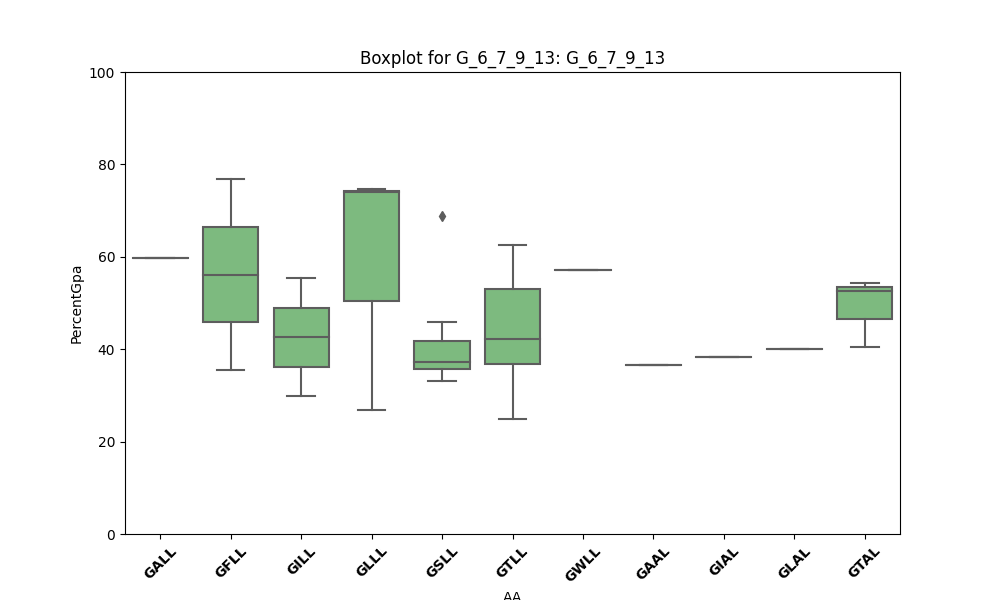 Boxplot for G_6_7_9_13: G_6_7_9_13
100
80
60
40
20
0
PercentGpa
GALL
GFLL
GILL
GLLL
GSLL
GTLL
GWLL
GAAL
GIAL
GLAL
GTAL
AA